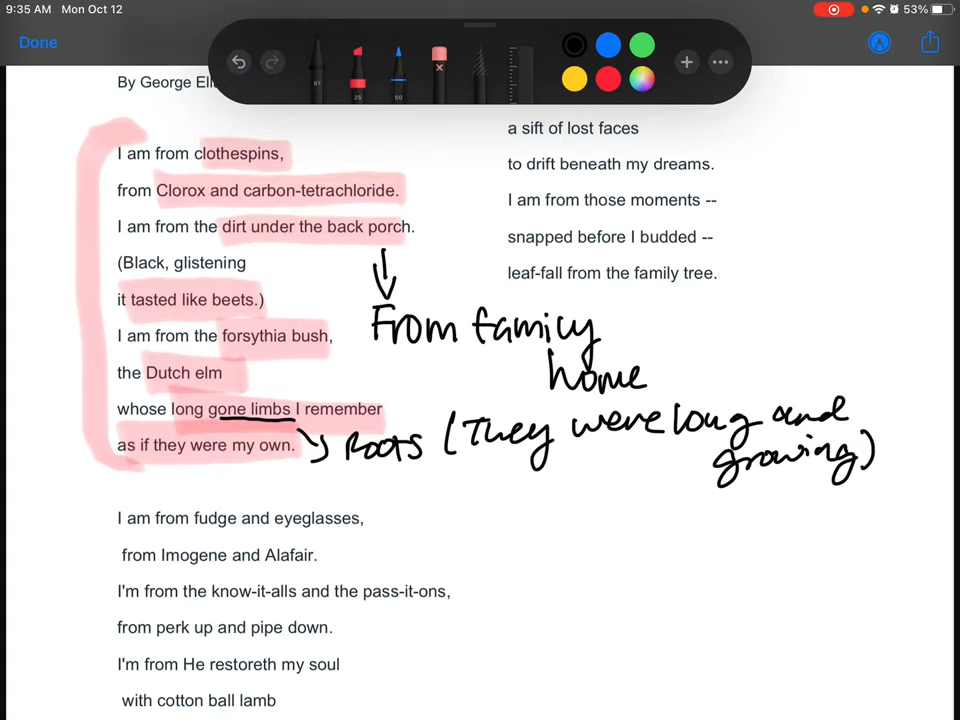 9:35 AM Mon Oct 12
53%
Done
97
25
50
By George Ell
I am from clothespins,
from Clorox and carbon-tetrachloride.
I am from the dirt under the back porch.
(Black, glistening
it tasted like beets.)
I am from the forsythia bush,
the Dutch elm
whose long gone limbs I remember
as if they were my own.
From family
home
Roots (They were long and
growing)
I am from fudge and eyeglasses,
from Imogene and Alafair.
I'm from the know-it-alls and the pass-it-ons,
from perk up and pipe down.
I'm from He restoreth my soul
with cotton ball lamb
a sift of lost faces
to drift beneath my dreams.
I am from those moments --
snapped before I budded --
leaf-fall from the family tree.